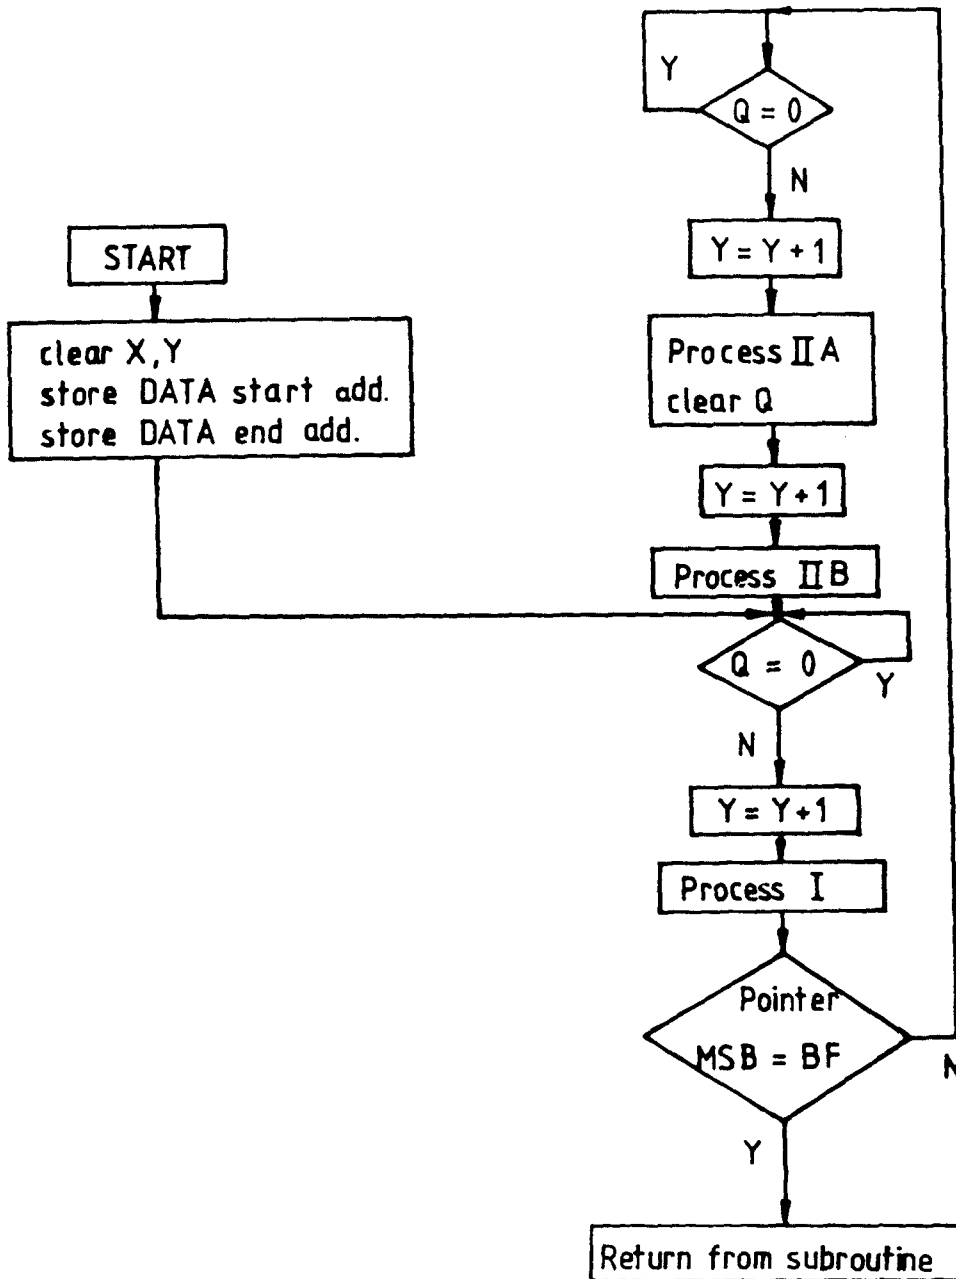 Y
Q = 0
N
START
Y = Y + 1
clear X, Y
store DATA start add.
store DATA end add.
Process II A
clear Q
Y = Y + 1
Process II B
Q = 0
Y
N
Y = Y + 1
Process I
Pointer
MSB = BF
N
Y
Return from subroutine